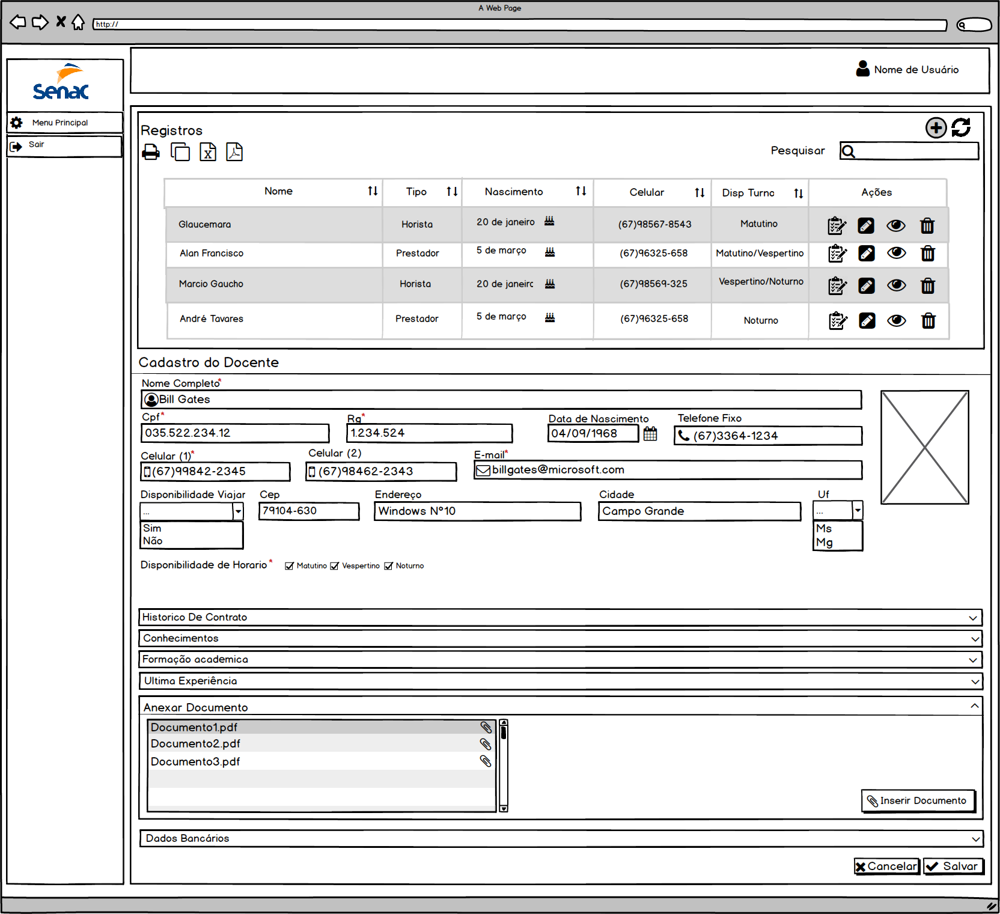 A Web Page
http://
Senac
Nome de Usuário
Menu Principal
Sair
Registros
Pesquisar
Nome Tipo Nascimento Celular Disp Turno Ações
Glaucemara Horista 20 de janeiro (67)98567-8543 Matutino
Alan Francisco Prestador 5 de março (67)96325-658 Matutino/Vespertino
Marcio Gaucho Horista 20 de janeiro (67)98569-325 Vespertino/Noturno
André Tavares Prestador 5 de março (67)96325-658 Noturno
Cadastro do Docente
Nome Completo*
Bill Gates
Cpf* Rg* Data de Nascimento Telefone Fixo
035.522.234.12 1.234.524 04/09/1968 (67)3364-1234
Celular (1)* Celular (2) E-mail*
(67)99842-2345 (67)98462-2343 billgates@microsoft.com
Disponibilidade Viajar Cep Endereço Cidade Uf
... 79104-630 Windows Nº10 Campo Grande ...
Sim Ms
Não Mg
Disponibilidade de Horario* Matutino Vespertino Noturno
Historico De Contrato
Conhecimentos
Formação academica
Ultima Experiência
Anexar Documento
Documento1.pdf
Documento2.pdf
Documento3.pdf
Inserir Documento
Dados Bancários
Cancelar Salvar